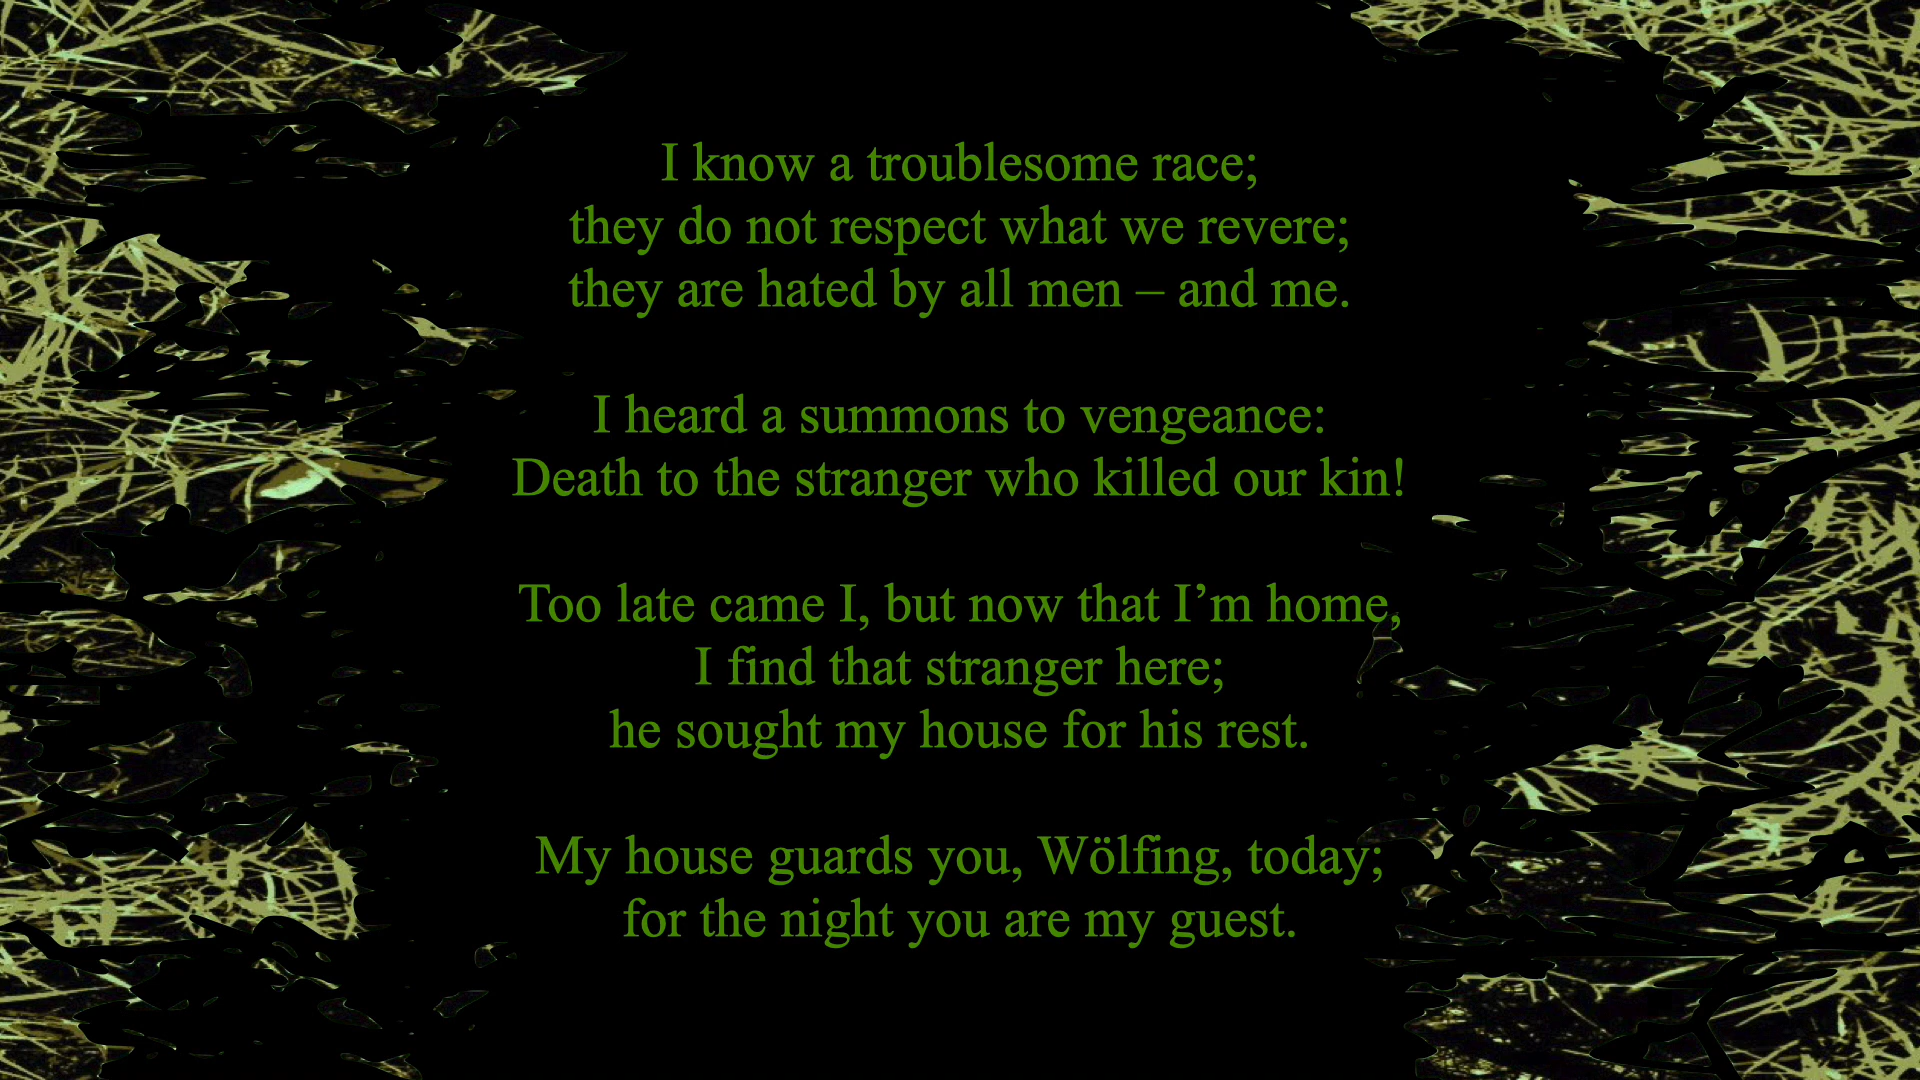 I know a troublesome race;
they do not respect what we revere;
they are hated by all men – and me.
I heard a summons to vengeance:
Death to the stranger who killed our kin!
Too late came I, but now that I’m home,
I find that stranger here;
he sought my house for his rest.
My house guards you, Wölfing, today;
for the night you are my guest.